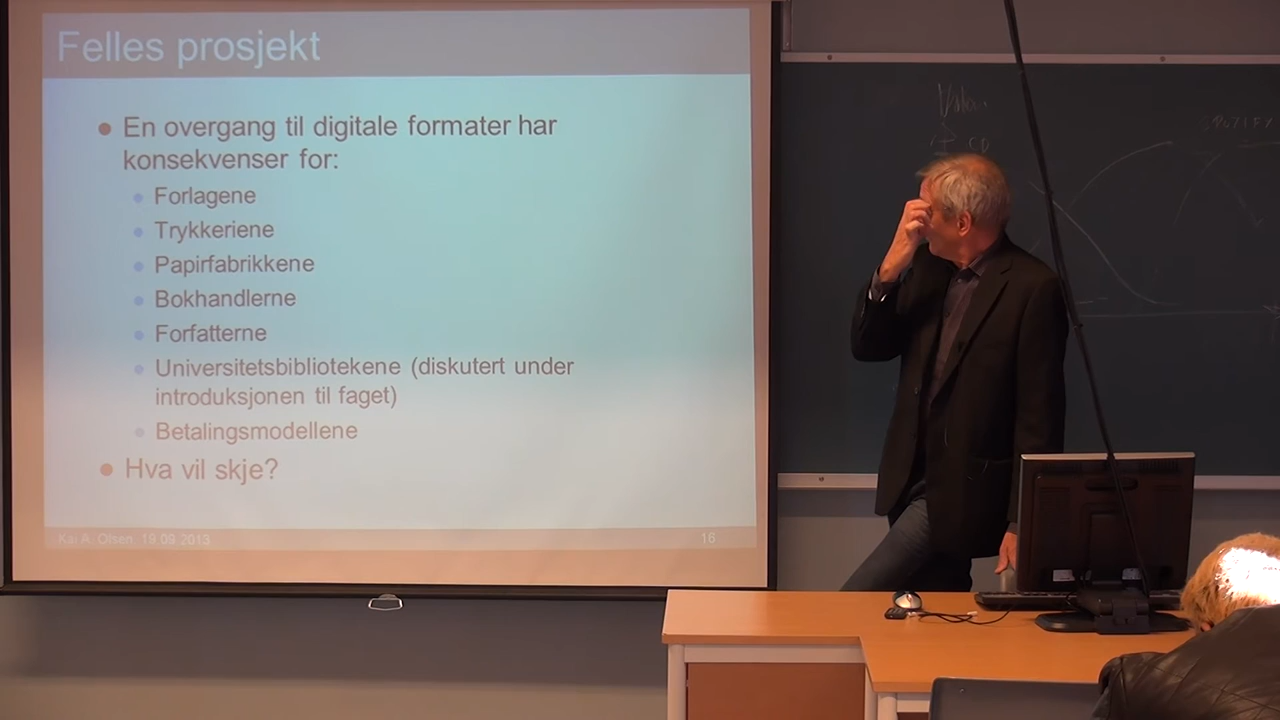 Felles prosjekt
En overgang til digitale formater har
konsekvenser for:
Forlagene
Trykkeriene
Papirfabrikkene
Bokhandlerne
Forfatterne
Universitetsbibliotekene (diskutert under
introduksjonen til faget)
Betalingsmodellene
Hva vil skje?
Kai A. Olsen, 19.09.2013
16